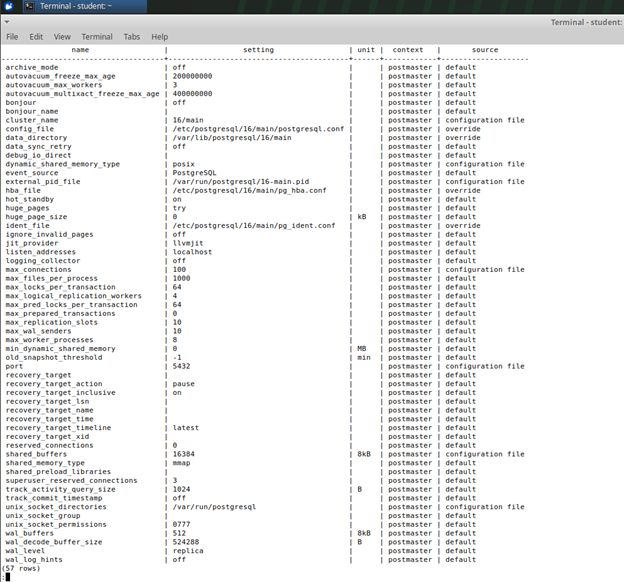 Terminal - student: ~
Terminal - student:
File Edit View Terminal Tabs Help
name | setting | unit | context | source
archive_mode | off | | postmaster | default
autovacuum_freeze_max_age | 200000000 | | postmaster | default
autovacuum_max_workers | 3 | | postmaster | default
autovacuum_multixact_freeze_max_age | 400000000 | | postmaster | default
bonjour | off | | postmaster | default
bonjour_name | | | postmaster | default
cluster_name | 16/main | | postmaster | configuration file
config_file | /etc/postgresql/16/main/postgresql.conf | | postmaster | override
data_directory | /var/lib/postgresql/16/main | | postmaster | override
data_sync_retry | off | | postmaster | default
debug_io_direct | | | postmaster | default
dynamic_shared_memory_type | posix | | postmaster | configuration file
event_source | PostgreSQL | | postmaster | default
external_pid_file | /var/run/postgresql/16-main.pid | | postmaster | configuration file
hba_file | /etc/postgresql/16/main/pg_hba.conf | | postmaster | override
hot_standby | on | | postmaster | default
huge_pages | try | | postmaster | default
huge_page_size | 0 | kB | postmaster | default
ident_file | /etc/postgresql/16/main/pg_ident.conf | | postmaster | override
ignore_invalid_pages | off | | postmaster | default
jit_provider | llvmjit | | postmaster | default
listen_addresses | localhost | | postmaster | default
logging_collector | off | | postmaster | default
max_connections | 100 | | postmaster | configuration file
max_files_per_process | 1000 | | postmaster | default
max_locks_per_transaction | 64 | | postmaster | default
max_logical_replication_workers | 4 | | postmaster | default
max_pred_locks_per_transaction | 64 | | postmaster | default
max_prepared_transactions | 0 | | postmaster | default
max_replication_slots | 10 | | postmaster | default
max_wal_senders | 10 | | postmaster | default
max_worker_processes | 8 | | postmaster | default
min_dynamic_shared_memory | 0 | MB | postmaster | default
old_snapshot_threshold | -1 | min | postmaster | default
port | 5432 | | postmaster | configuration file
recovery_target | | | postmaster | default
recovery_target_action | pause | | postmaster | default
recovery_target_inclusive | on | | postmaster | default
recovery_target_lsn | | | postmaster | default
recovery_target_name | | | postmaster | default
recovery_target_time | | | postmaster | default
recovery_target_timeline | latest | | postmaster | default
recovery_target_xid | | | postmaster | default
reserved_connections | 0 | | postmaster | default
shared_buffers | 16384 | 8kB | postmaster | configuration file
shared_memory_type | mmap | | postmaster | default
shared_preload_libraries | | | postmaster | default
superuser_reserved_connections | 3 | | postmaster | default
track_activity_query_size | 1024 | B | postmaster | default
track_commit_timestamp | off | | postmaster | default
unix_socket_directories | /var/run/postgresql | | postmaster | configuration file
unix_socket_group | | | postmaster | default
unix_socket_permissions | 0777 | | postmaster | default
wal_buffers | 512 | 8kB | postmaster | default
wal_decode_buffer_size | 524288 | B | postmaster | default
wal_level | replica | | postmaster | default
wal_log_hints | off | | postmaster | default
(57 rows)
: